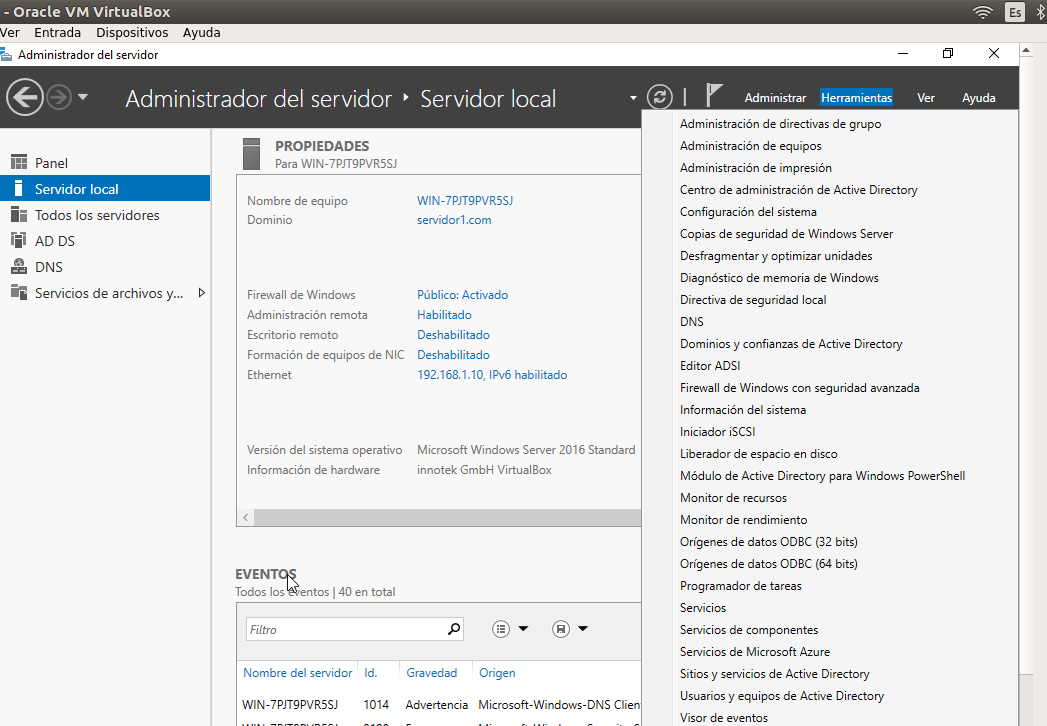 - Oracle VM VirtualBox
Es
Ver Entrada Dispositivos Ayuda
Administrador del servidor
Administrador del servidor Servidor local
Administrar Herramientas Ver Ayuda
Panel
Servidor local
Todos los servidores
AD DS
DNS
Servicios de archivos y...
PROPIEDADES
Para WIN-7PJT9PVR5SJ
Nombre de equipo WIN-7PJT9PVR5SJ
Dominio servidor1.com
Firewall de Windows Público: Activado
Administración remota Habilitado
Escritorio remoto Deshabilitado
Formación de equipos de NIC Deshabilitado
Ethernet 192.168.1.10, IPv6 habilitado
Versión del sistema operativo Microsoft Windows Server 2016 Standard
Información de hardware innotek GmbH VirtualBox
EVENTOS
Todos los eventos | 40 en total
Filtro
Nombre del servidor Id. Gravedad Origen
WIN-7PJT9PVR5SJ 1014 Advertencia Microsoft-Windows-DNS Clien
Administración de directivas de grupo
Administración de equipos
Administración de impresión
Centro de administración de Active Directory
Configuración del sistema
Copias de seguridad de Windows Server
Desfragmentar y optimizar unidades
Diagnóstico de memoria de Windows
Directiva de seguridad local
DNS
Dominios y confianzas de Active Directory
Editor ADSI
Firewall de Windows con seguridad avanzada
Información del sistema
Iniciador iSCSI
Liberador de espacio en disco
Módulo de Active Directory para Windows PowerShell
Monitor de recursos
Monitor de rendimiento
Orígenes de datos ODBC (32 bits)
Orígenes de datos ODBC (64 bits)
Programador de tareas
Servicios
Servicios de componentes
Servicios de Microsoft Azure
Sitios y servicios de Active Directory
Usuarios y equipos de Active Directory
Visor de eventos